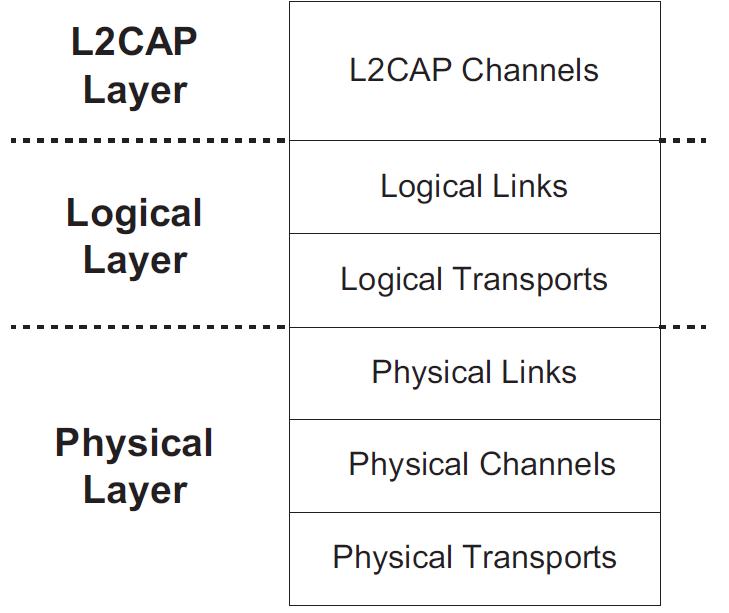 L2CAP
Layer
L2CAP Channels
Logical
Layer
Logical Links
Logical Transports
Physical
Layer
Physical Links
Physical Channels
Physical Transports